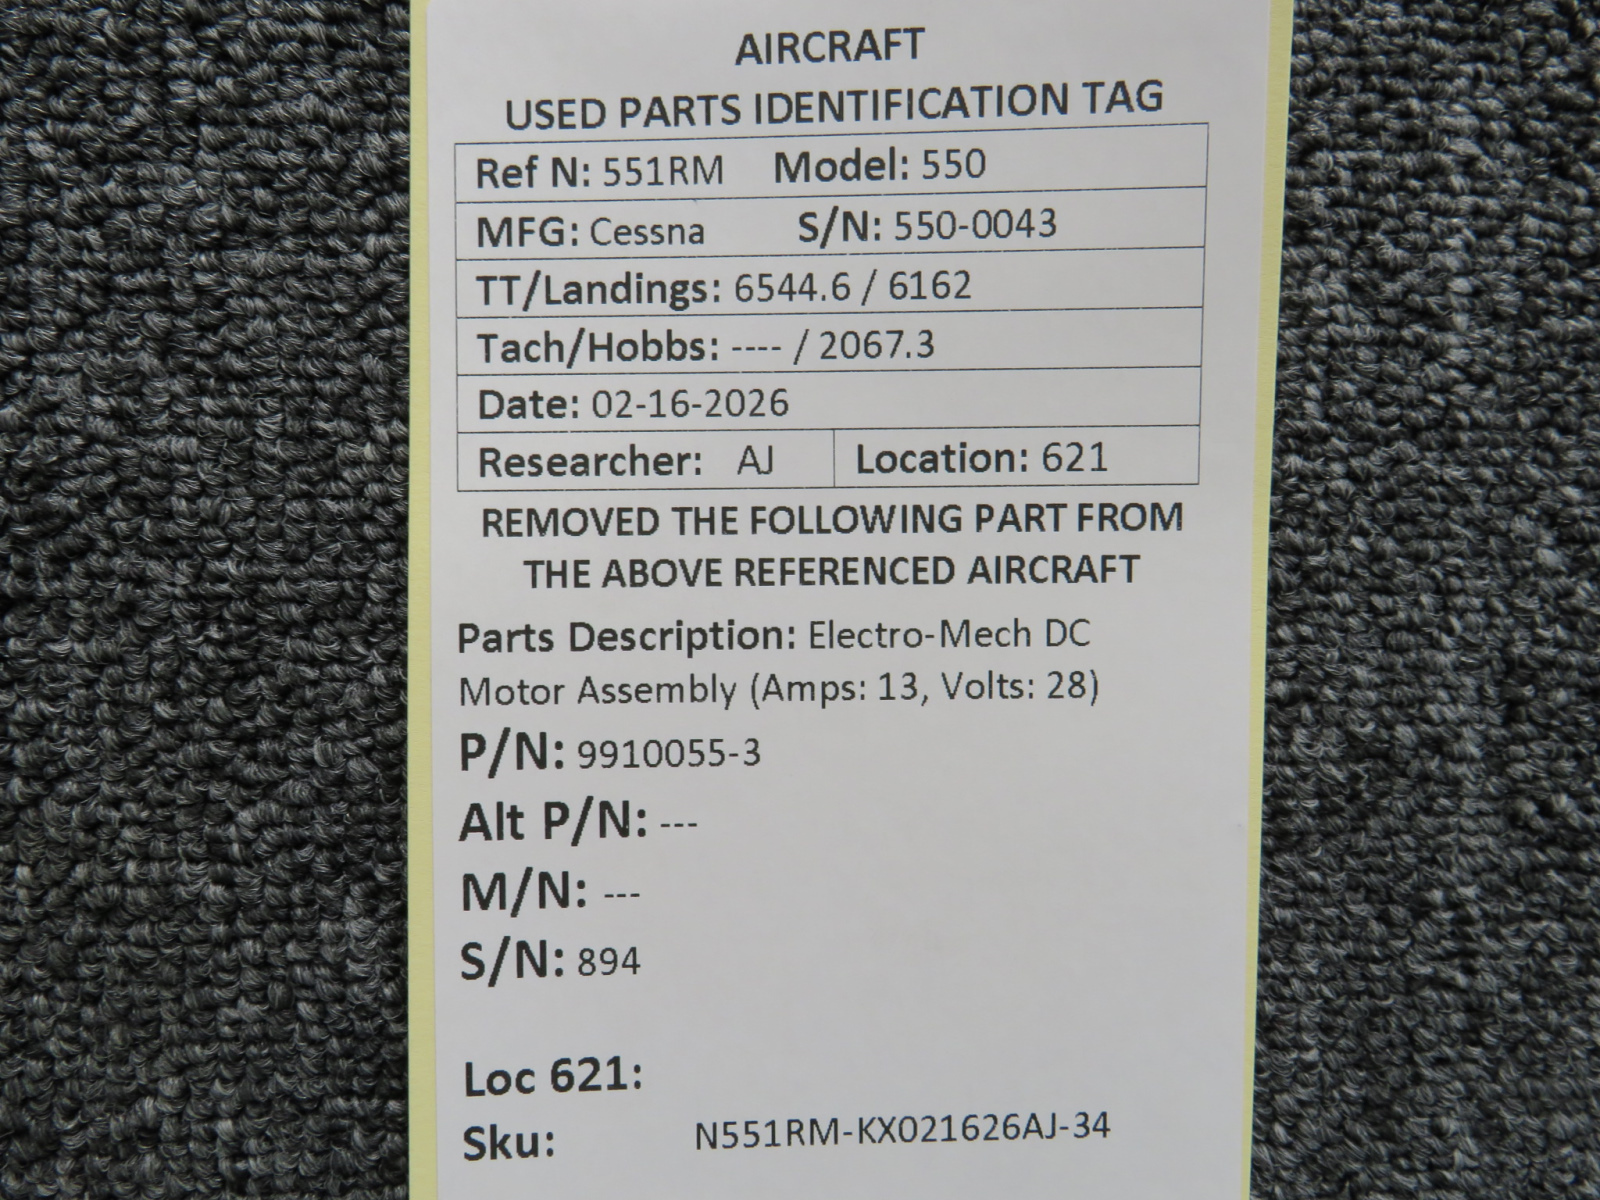 AIRCRAFT
USED PARTS IDENTIFICATION TAG
Ref N: 551RM Model: 550
MFG: Cessna S/N: 550-0043
TT/Landings: 6544.6 / 6162
Tach/Hobbs: ---- / 2067.3
Date: 02-16-2026
Researcher: AJ Location: 621
REMOVED THE FOLLOWING PART FROM
THE ABOVE REFERENCED AIRCRAFT
Parts Description: Electro-Mech DC
Motor Assembly (Amps: 13, Volts: 28)
P/N: 9910055-3
Alt P/N: ---
M/N: ---
S/N: 894
Loc 621:
Sku: N551RM-KX021626AJ-34